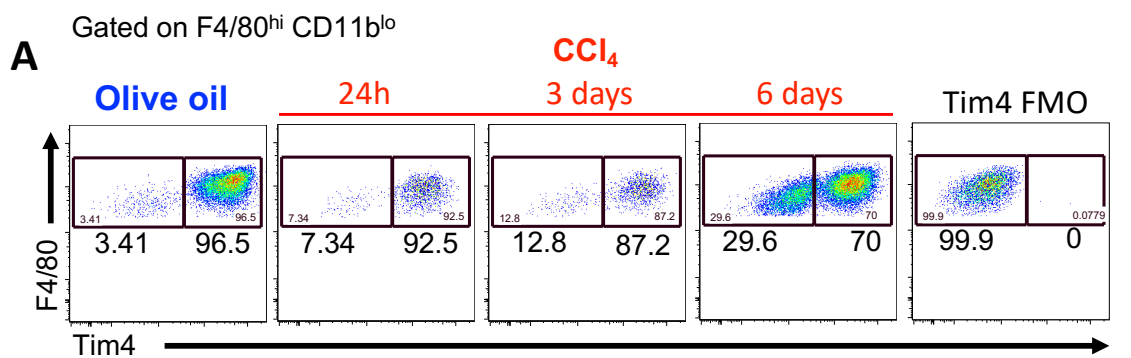 Gated on F4/80hi CD11blo
A
CCl4
Olive oil
24h
3 days
6 days
Tim4 FMO
3.41
96.5
7.34
92.5
12.8
87.2
29.6
70
99.9
0.0779
3.41
96.5
7.34
92.5
12.8
87.2
29.6
70
99.9
0
F4/80
Tim4